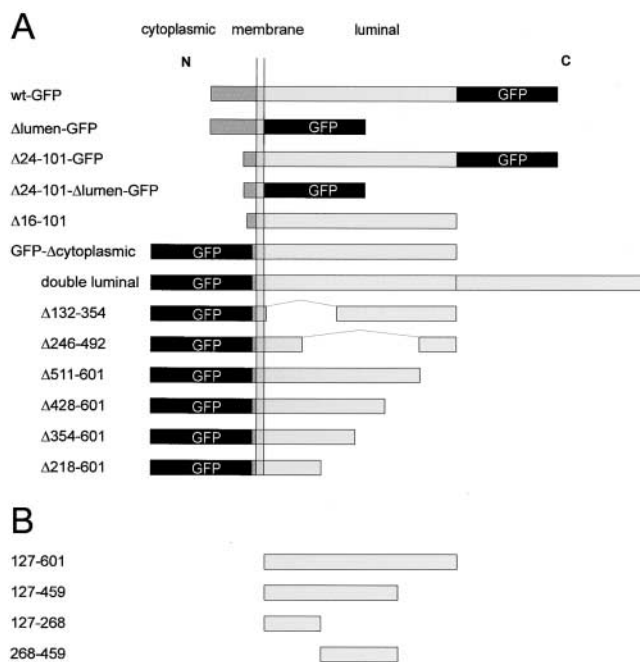 A
cytoplasmic membrane luminal
N C
wt-GFP GFP
Δlumen-GFP GFP
Δ24-101-GFP GFP
Δ24-101-Δlumen-GFP GFP
Δ16-101
GFP-Δcytoplasmic GFP
double luminal GFP
Δ132-354 GFP
Δ246-492 GFP
Δ511-601 GFP
Δ428-601 GFP
Δ354-601 GFP
Δ218-601 GFP
B
127-601
127-459
127-268
268-459